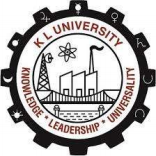 K L UNIVERSITY
KNOWLEDGE * LEADERSHIP * UNIVERSALITY